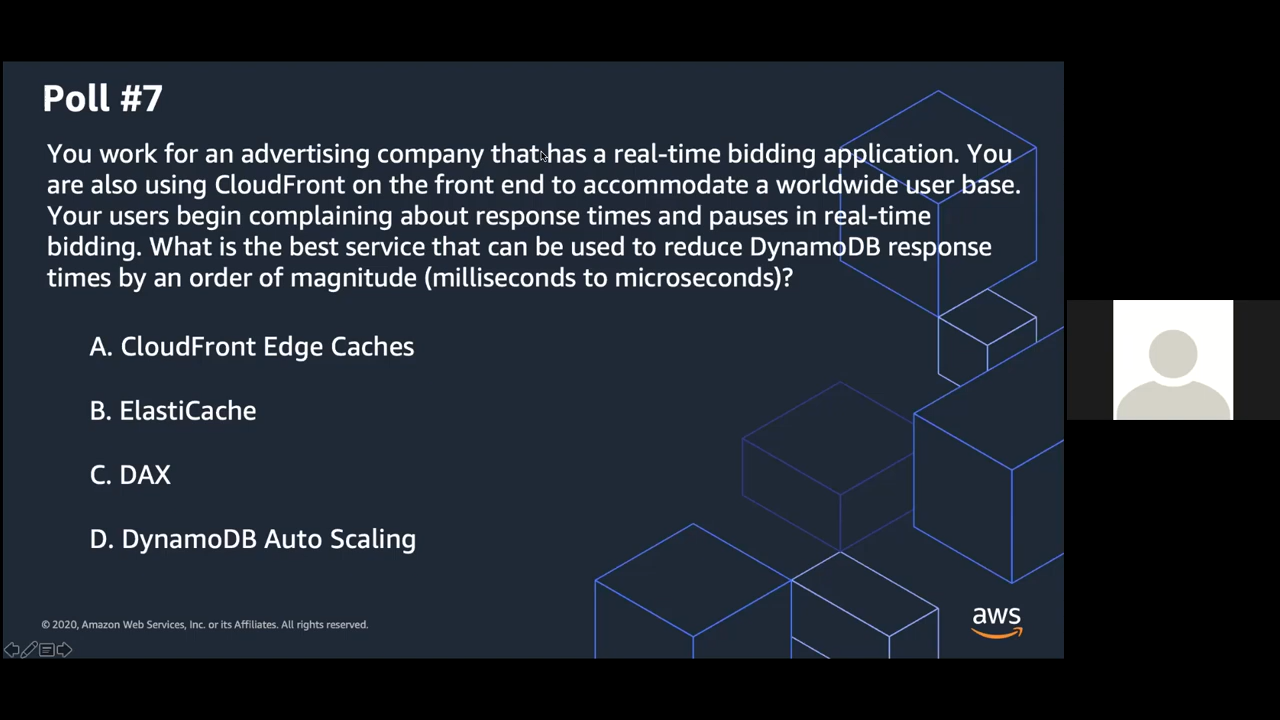 Poll #7
You work for an advertising company that has a real-time bidding application. You
are also using CloudFront on the front end to accommodate a worldwide user base.
Your users begin complaining about response times and pauses in real-time
bidding. What is the best service that can be used to reduce DynamoDB response
times by an order of magnitude (milliseconds to microseconds)?
A. CloudFront Edge Caches
B. ElastiCache
C. DAX
D. DynamoDB Auto Scaling
© 2020, Amazon Web Services, Inc. or its Affiliates. All rights reserved.
aws